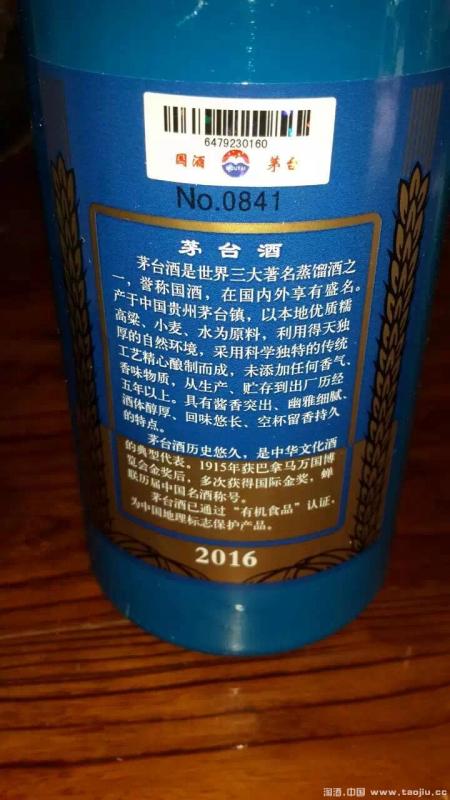 6479230160
国酒 MOUTAI 茅台
No.0841
茅台酒
茅台酒是世界三大著名蒸馏酒之
一，誉称国酒，在国内外享有盛名。
产于中国贵州茅台镇，以本地优质糯
高粱、小麦、水为原料，利用得天独
厚的自然环境，采用科学独特的传统
工艺精心酿制而成，未添加任何香气、
香味物质，从生产、贮存到出厂历经
五年以上。具有酱香突出、幽雅细腻、
酒体醇厚、回味悠长、空杯留香持久
的特点。
茅台酒历史悠久，是中华文化酒
的典型代表。1915年获巴拿马万国博
览会金奖后，多次获得国际金奖，蝉
联历届中国名酒称号。
茅台酒已通过“有机食品”认证，
为中国地理标志保护产品。
2016
淘酒.中国 www.taojiu.cc